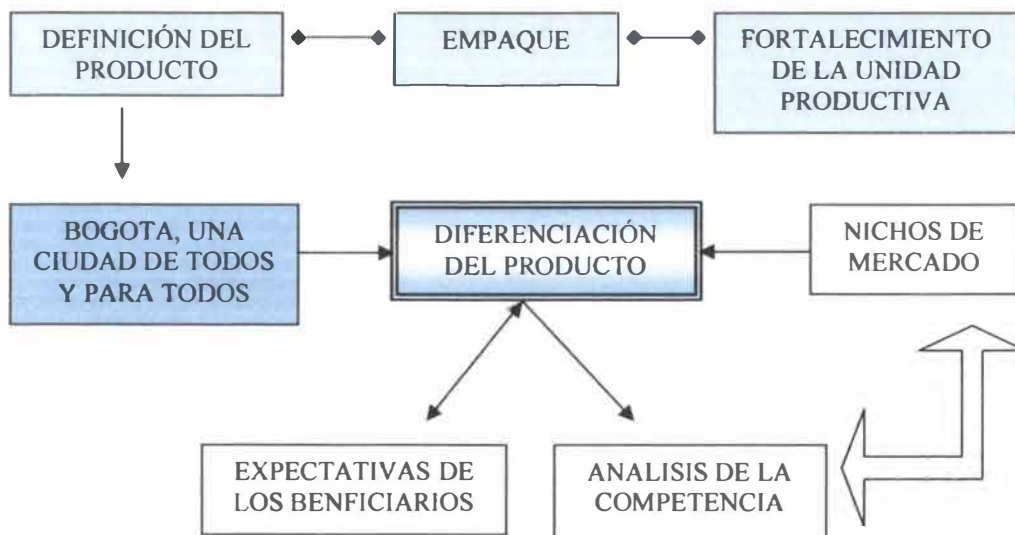 DEFINICIÓN DEL
PRODUCTO
EMPAQUE
FORTALECIMIENTO
DE LA UNIDAD
PRODUCTIVA
BOGOTA, UNA
CIUDAD DE TODOS
Y PARA TODOS
DIFERENCIACIÓN
DEL PRODUCTO
NICHOS DE
MERCADO
EXPECTATIVAS DE
LOS BENFICIARIOS
ANALISIS DE LA
COMPETENCIA